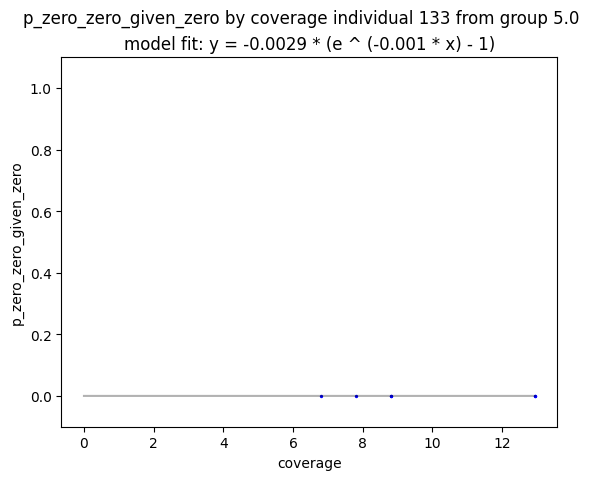 p_zero_zero_given_zero by coverage individual 133 from group 5.0
model fit: y = -0.0029 * (e ^ (-0.001 * x) - 1)
1.0
0.8
0.6
0.4
0.2
0.0
p_zero_zero_given_zero
0 2 4 6 8 10 12
coverage